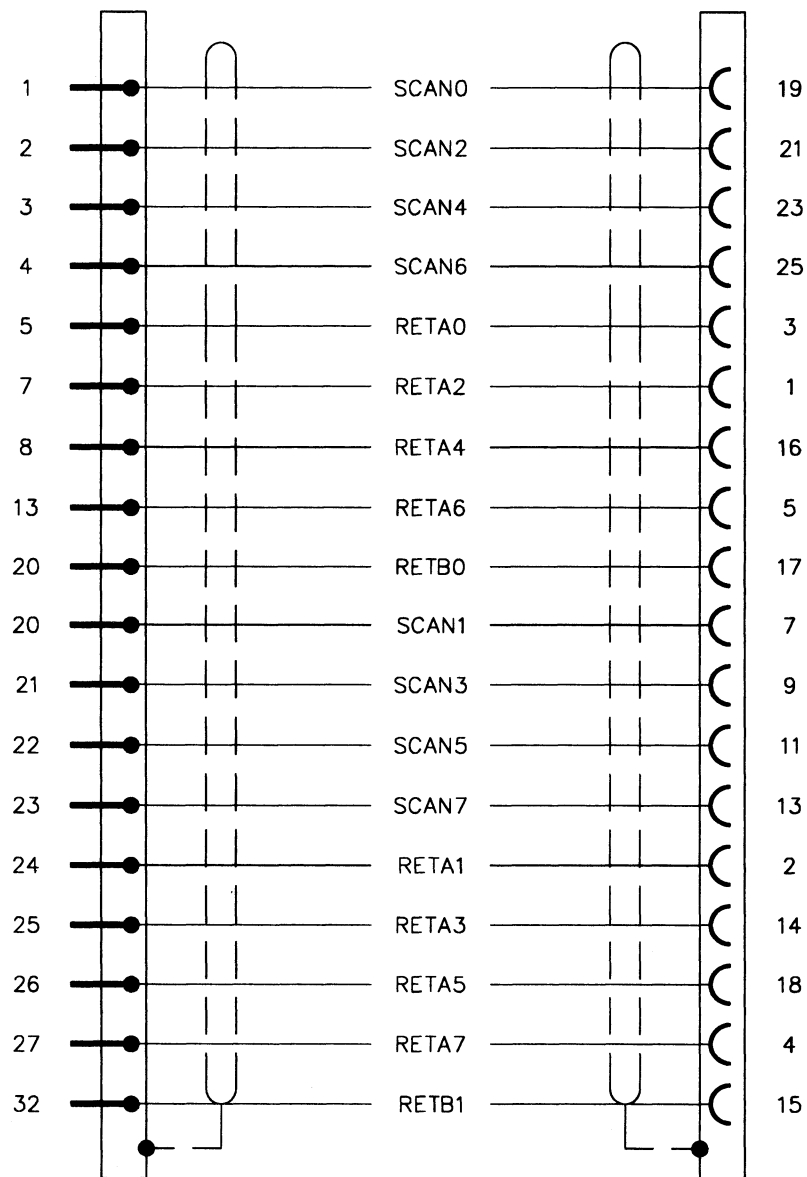 1 SCAN0 19
2 SCAN2 21
3 SCAN4 23
4 SCAN6 25
5 RETA0 3
7 RETA2 1
8 RETA4 16
13 RETA6 5
20 RETB0 17
20 SCAN1 7
21 SCAN3 9
22 SCAN5 11
23 SCAN7 13
24 RETA1 2
25 RETA3 14
26 RETA5 18
27 RETA7 4
32 RETB1 15